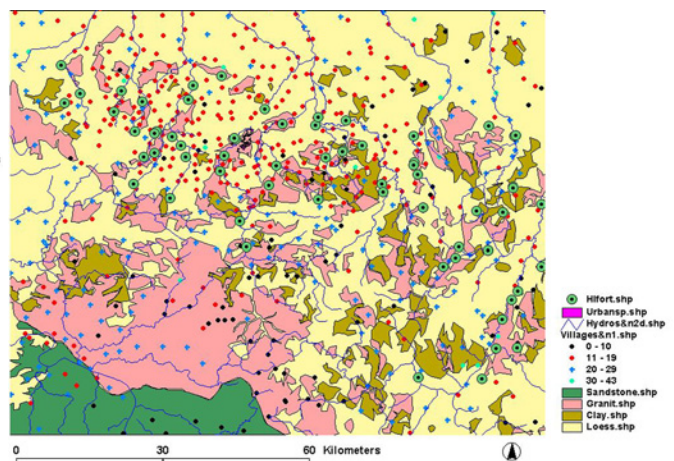 Hilfort.shp
Urbansp.shp
Hydros&n2d.shp
Villages&n1.shp
0 - 10
11 - 19
20 - 29
30 - 43
Sandstone.shp
Granit.shp
Clay.shp
Loess.shp
0 30 60 Kilometers